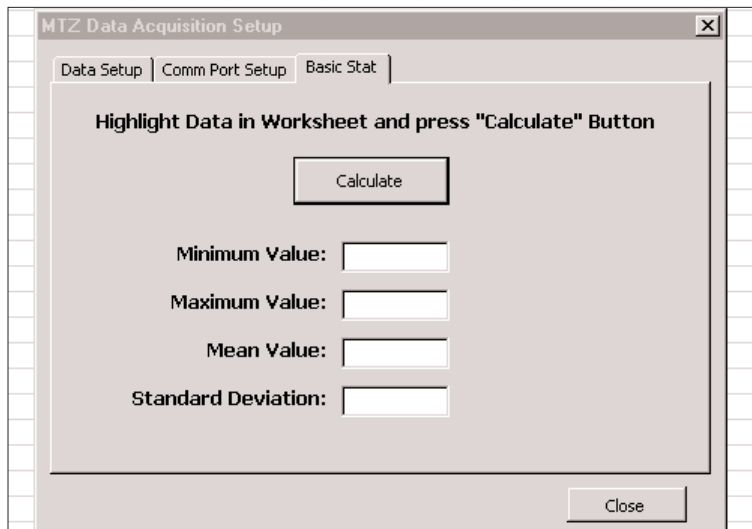 MTZ Data Acquisition Setup
Data Setup Comm Port Setup Basic Stat
Highlight Data in Worksheet and press "Calculate" Button
Calculate
Minimum Value:
Maximum Value:
Mean Value:
Standard Deviation:
Close